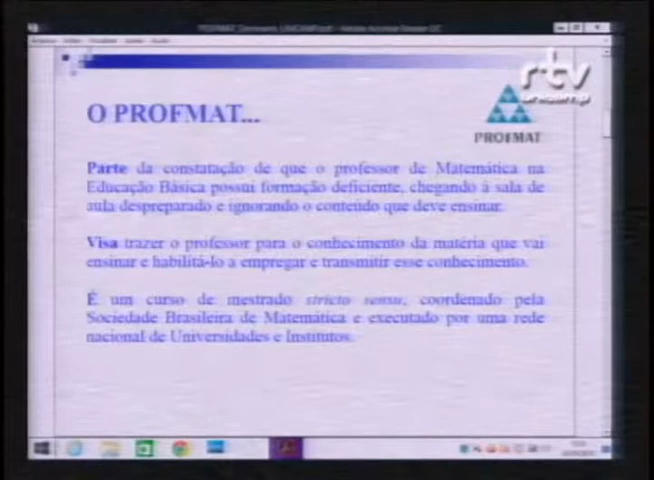 rtv
unicamp
O PROFMAT...
PROFMAT
Parte da constatação de que o professor de Matemática na
Educação Básica possui formação deficiente, chegando à sala de
aula despreparado e ignorando o conteúdo que deve ensinar.
Visa trazer o professor para o conhecimento da matéria que vai
ensinar e habilitá-lo a empregar e transmitir esse conhecimento.
É um curso de mestrado stricto sensu, coordenado pela
Sociedade Brasileira de Matemática e executado por uma rede
nacional de Universidades e Institutos.